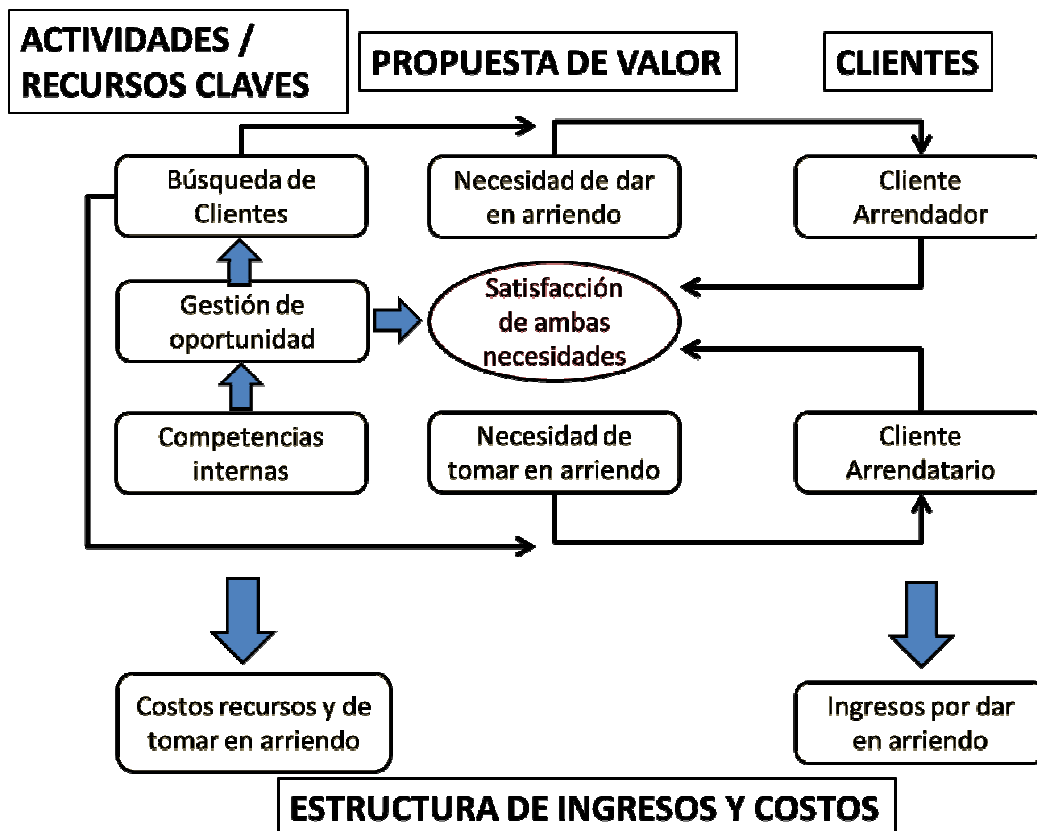 ACTIVIDADES /
RECURSOS CLAVES
PROPUESTA DE VALOR
CLIENTES
Búsqueda de
Clientes
Necesidad de dar
en arriendo
Cliente
Arrendador
Gestión de
oportunidad
Satisfacción
de ambas
necesidades
Competencias
internas
Necesidad de
tomar en arriendo
Cliente
Arrendatario
Costos recursos y de
tomar en arriendo
Ingresos por dar
en arriendo
ESTRUCTURA DE INGRESOS Y COSTOS